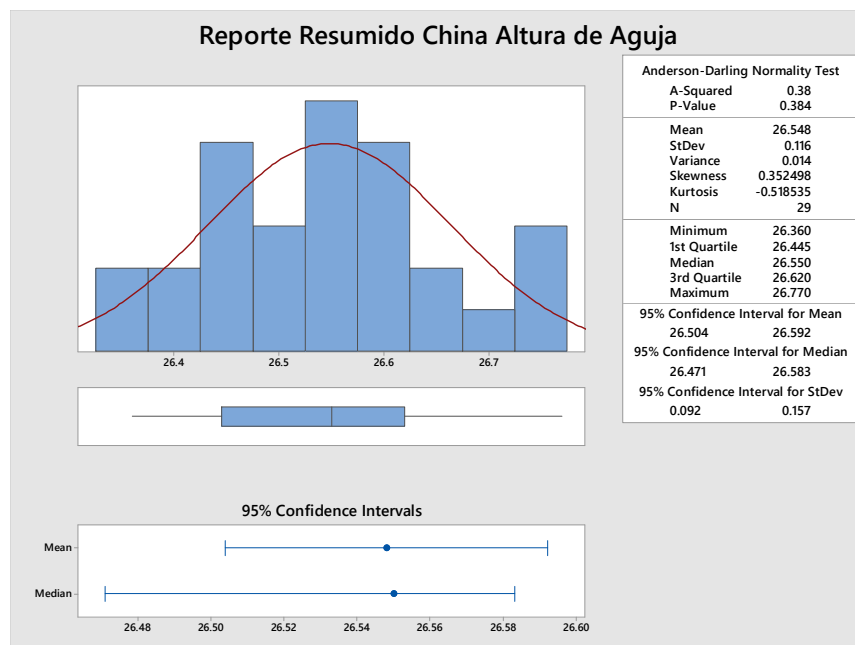 Reporte Resumido China Altura de Aguja
Anderson-Darling Normality Test
A-Squared 0.38
P-Value 0.384
Mean 26.548
StDev 0.116
Variance 0.014
Skewness 0.352498
Kurtosis -0.518535
N 29
Minimum 26.360
1st Quartile 26.445
Median 26.550
3rd Quartile 26.620
Maximum 26.770
95% Confidence Interval for Mean
26.504 26.592
95% Confidence Interval for Median
26.471 26.583
95% Confidence Interval for StDev
0.092 0.157
26.4 26.5 26.6 26.7
95% Confidence Intervals
Mean
Median
26.48 26.50 26.52 26.54 26.56 26.58 26.60